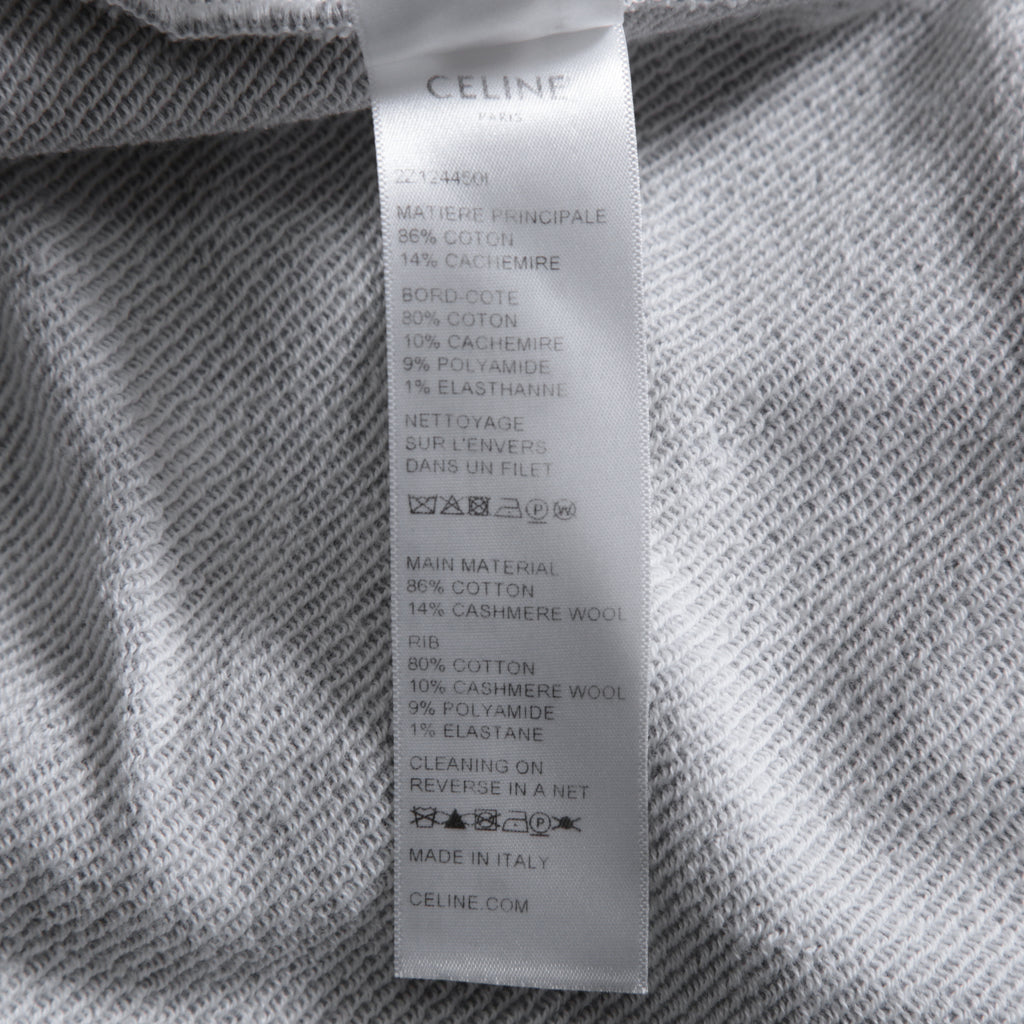 CELINE
PARIS
2Z124450I
MATIERE PRINCIPALE
86% COTON
14% CACHEMIRE
BORD-COTE
80% COTON
10% CACHEMIRE
9% POLYAMIDE
1% ELASTHANNE
NETTOYAGE
SUR L'ENVERS
DANS UN FILET
P W
MAIN MATERIAL
86% COTTON
14% CASHMERE WOOL
RIB
80% COTTON
10% CASHMERE WOOL
9% POLYAMIDE
1% ELASTANE
CLEANING ON
REVERSE IN A NET
P
MADE IN ITALY
CELINE.COM